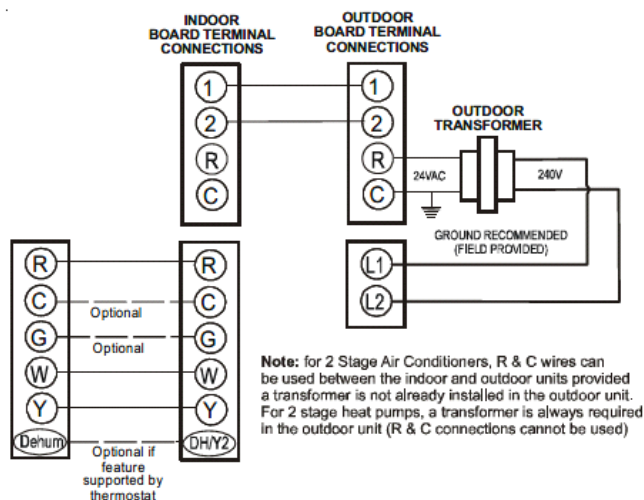 INDOOR
BOARD TERMINAL
CONNECTIONS
OUTDOOR
BOARD TERMINAL
CONNECTIONS
1
2
R
C
1
2
R
C
OUTDOOR
TRANSFORMER
24VAC
240V
GROUND RECOMMENDED
(FIELD PROVIDED)
L1
L2
R
C
G
W
Y
Dehum
Optional
Optional
Optional if
feature
supported by
thermostat
R
C
G
W
Y
DH/Y2
Note: for 2 Stage Air Conditioners, R & C wires can
be used between the indoor and outdoor units provided
a transformer is not already installed in the outdoor unit.
For 2 stage heat pumps, a transformer is always required
in the outdoor unit (R & C connections cannot be used)